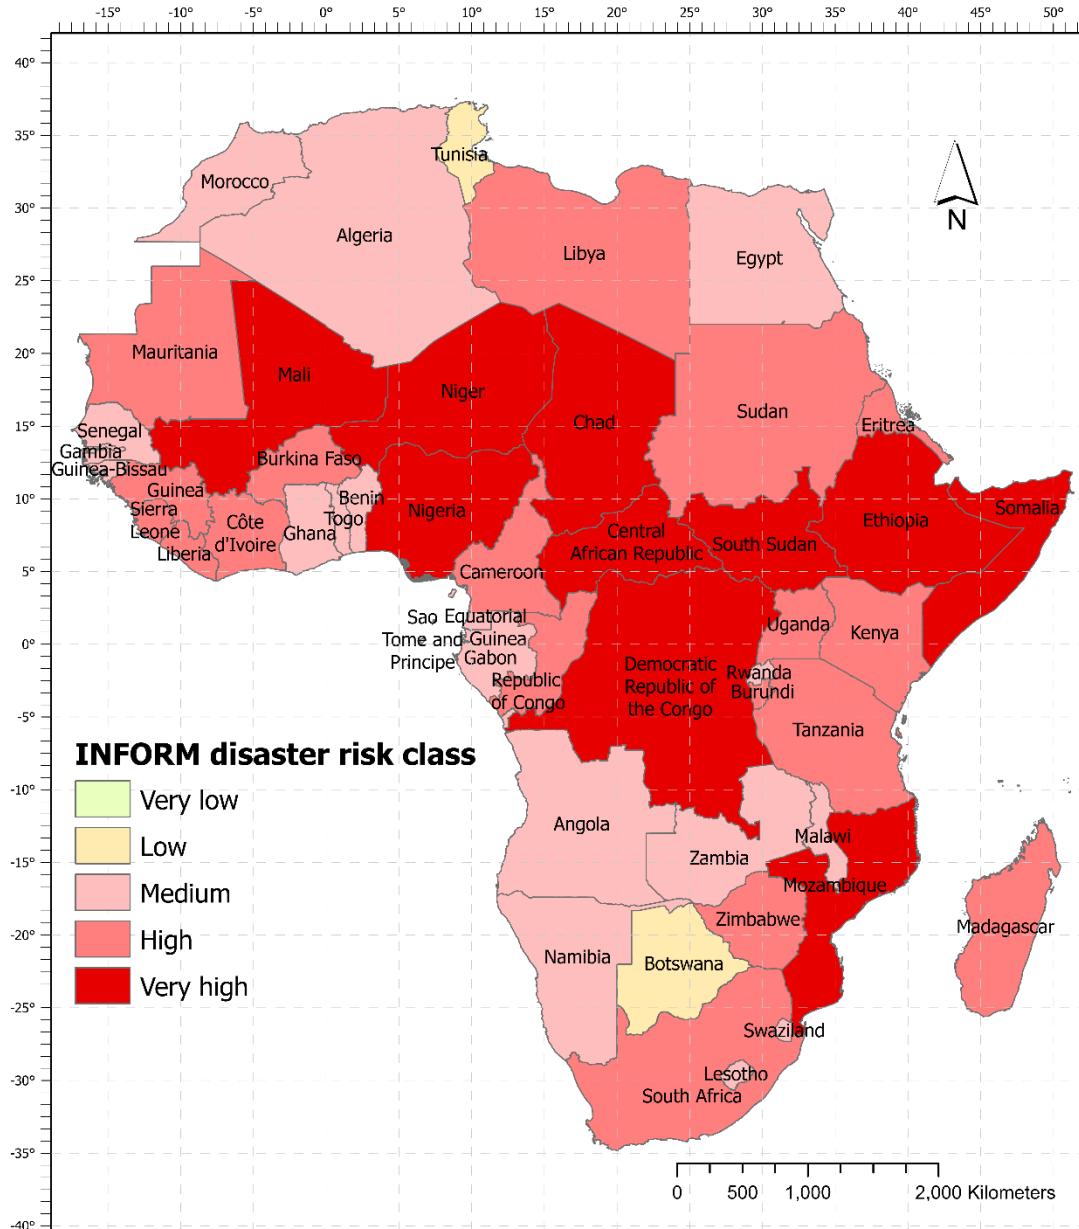 -15° -10° -5° 0° 5° 10° 15° 20° 25° 30° 35° 40° 45° 50°
40°
35°
30°
25°
20°
15°
10°
5°
0°
-5°
-10°
-15°
-20°
-25°
-30°
-35°
-40°
N
Tunisia
Morocco
Algeria
Libya
Egypt
Mauritania
Mali
Niger
Chad
Sudan
Eritrea
Senegal
Gambia
Guinea-Bissau
Guinea
Sierra
Leone
Liberia
Côte
d'Ivoire
Burkina Faso
Ghana
Togo
Benin
Nigeria
Cameroon
Central
African Republic
South Sudan
Ethiopia
Somalia
Sao
Tome and
Principe
Equatorial
Guinea
Gabon
Republic
of Congo
Democratic
Republic of
the Congo
Uganda
Kenya
Rwanda
Burundi
Tanzania
Angola
Zambia
Malawi
Mozambique
Zimbabwe
Namibia
Botswana
Swaziland
Lesotho
South Africa
Madagascar
INFORM disaster risk class
Very low
Low
Medium
High
Very high
0 500 1,000 2,000 Kilometers